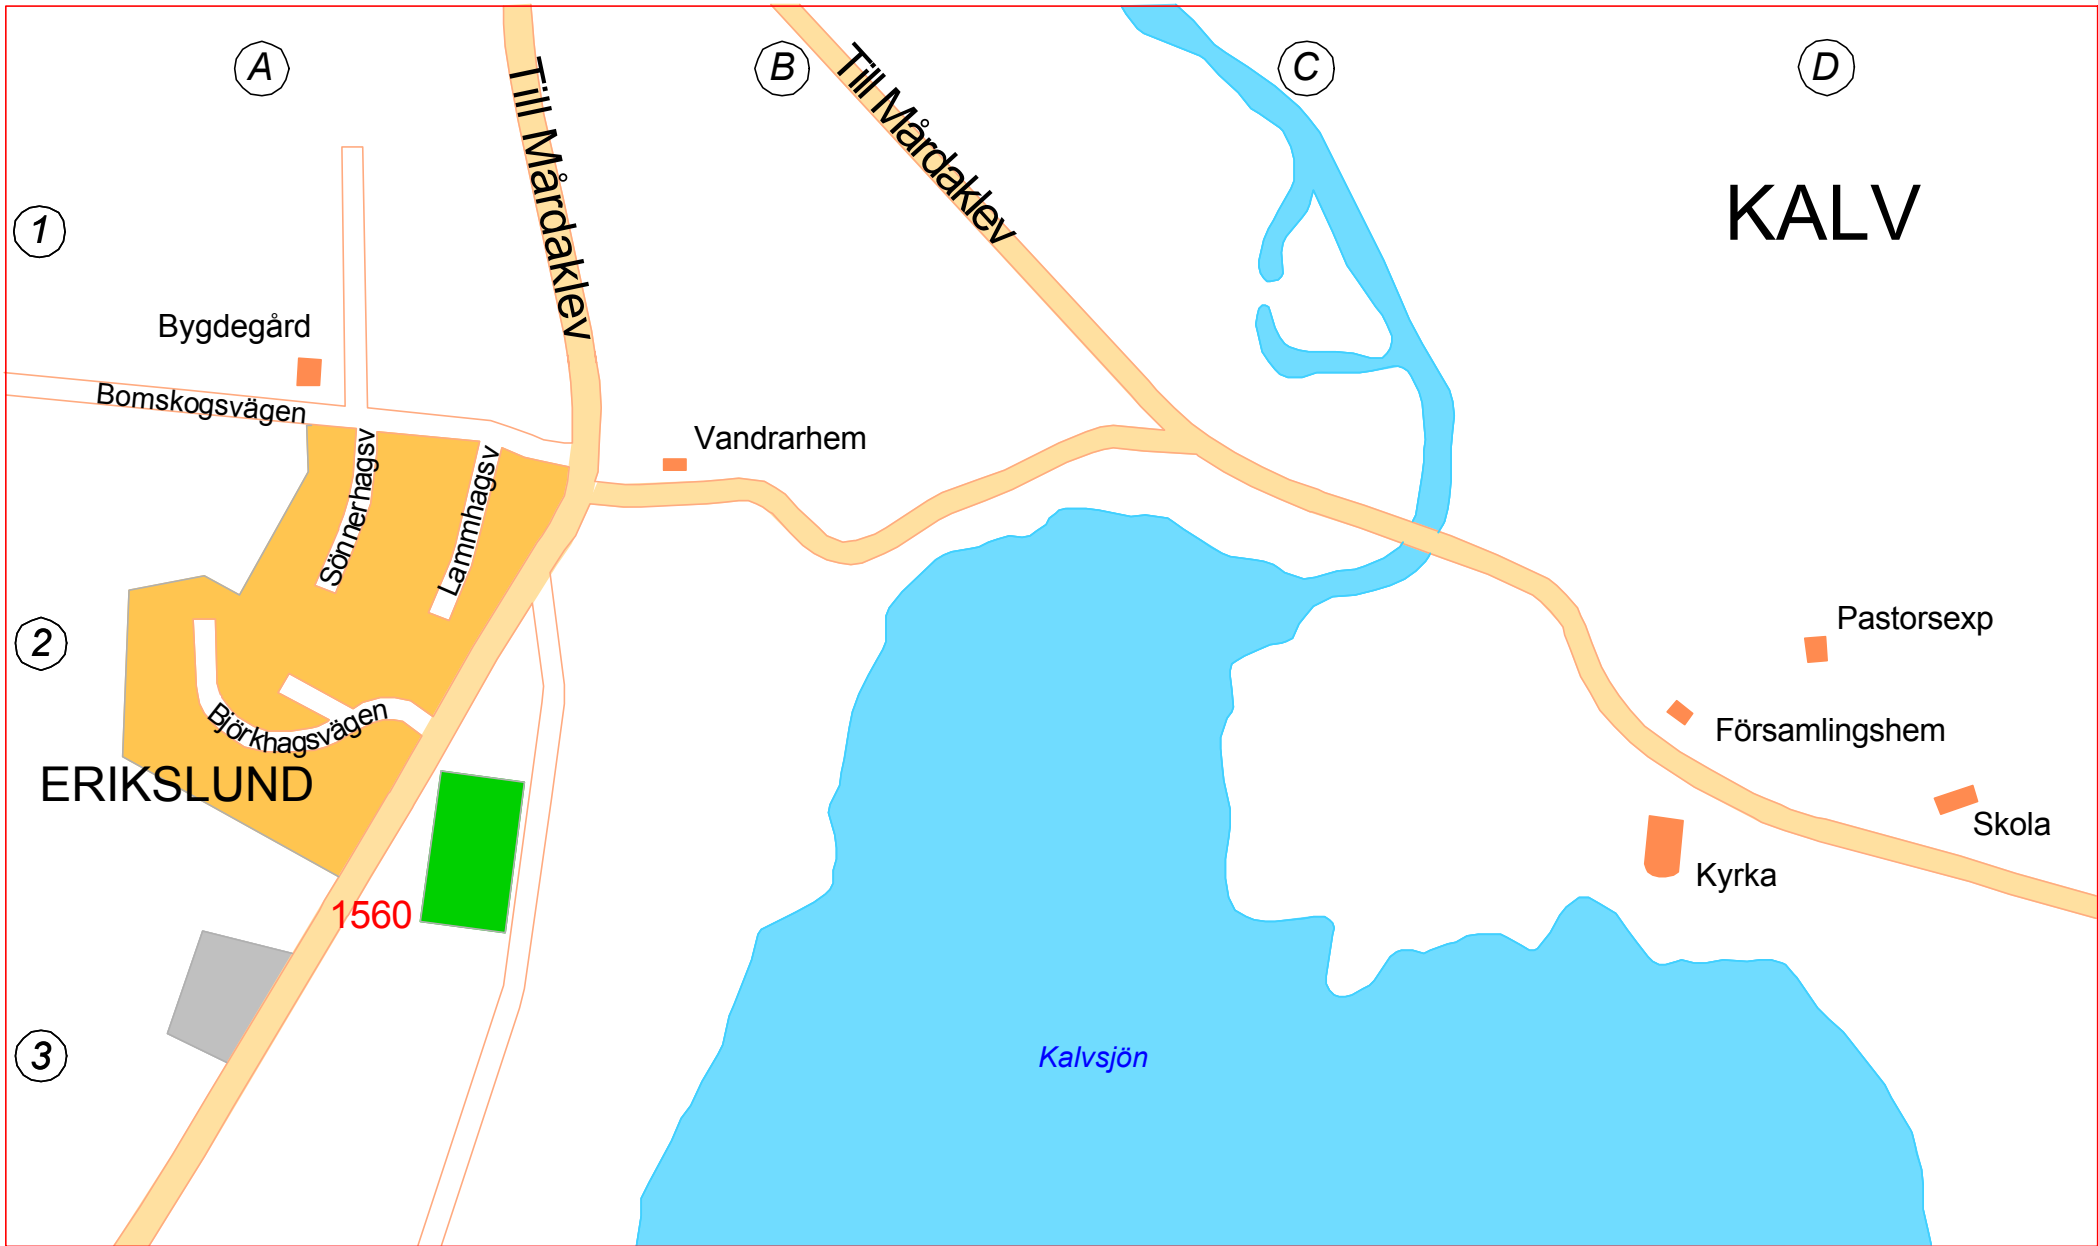 A
B
C
D
Till Mårdaklev
Till Mårdaklev
KALV
1
Bygdegård
Bomskogsvägen
Vandrarhem
Sönnerhagsv
Lammhagsv
2
Pastorsexp
Björkhagsvägen
Församlingshem
ERIKSLUND
Skola
Kyrka
1560
3
Kalvsjön